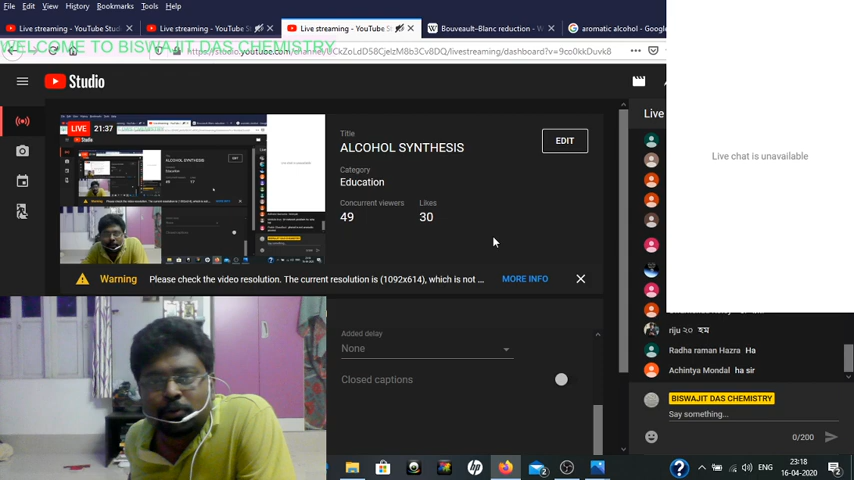 File Edit View History Bookmarks Tools Help
Live streaming - YouTube Stud
Live streaming - YouTube S
Live streaming - YouTube S
Bouveault–Blanc reduction - W
aromatic alcohol - Google
WELCOME TO BISWAJIT DAS CHEMISTRY
Studio
LIVE 21:37
Title
ALCOHOL SYNTHESIS
EDIT
Category
Education
Concurrent viewers
Likes
49
30
Warning Please check the video resolution. The current resolution is (1092x614), which is not ...
MORE INFO
Added delay
None
Closed captions
Live
Live chat is unavailable
riju ২০ হম
Radha raman Hazra Ha
Achintya Mondal ha sir
BISWAJIT DAS CHEMISTRY
Say something...
0/200
ENG
23:18
16-04-2020